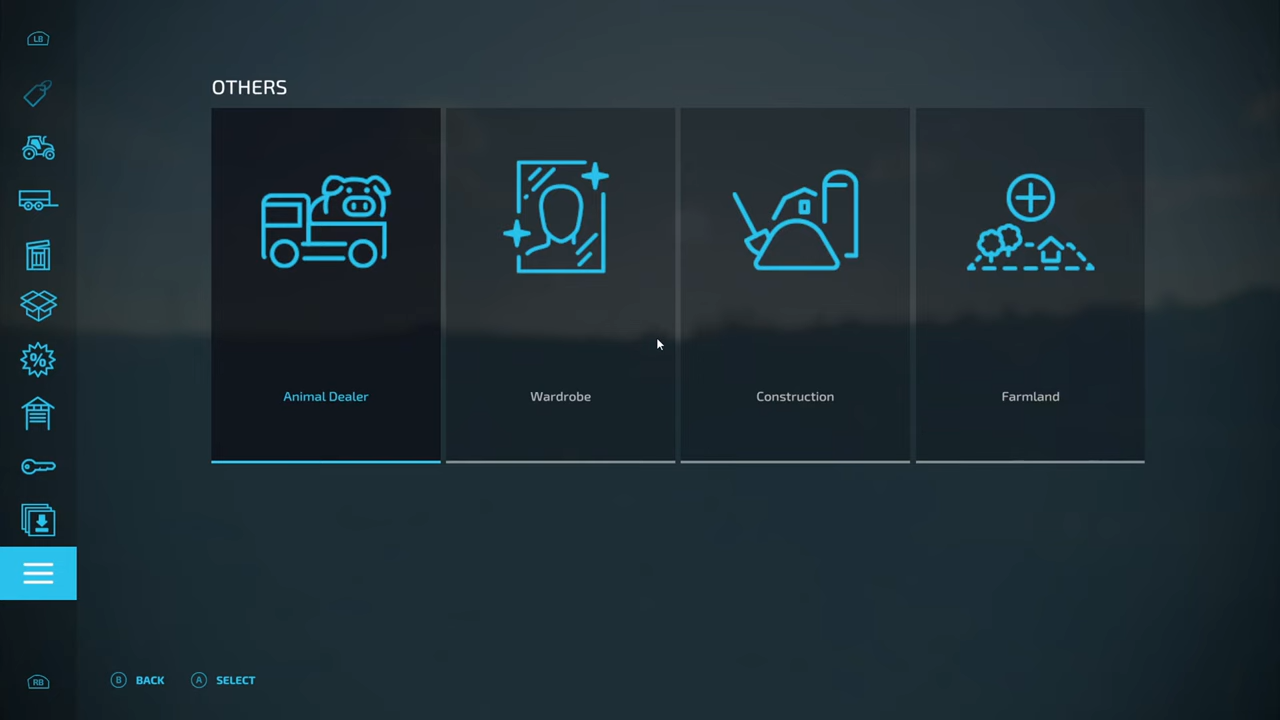 LB
OTHERS
%
Animal Dealer
Wardrobe
Construction
Farmland
B BACK
A SELECT
RB